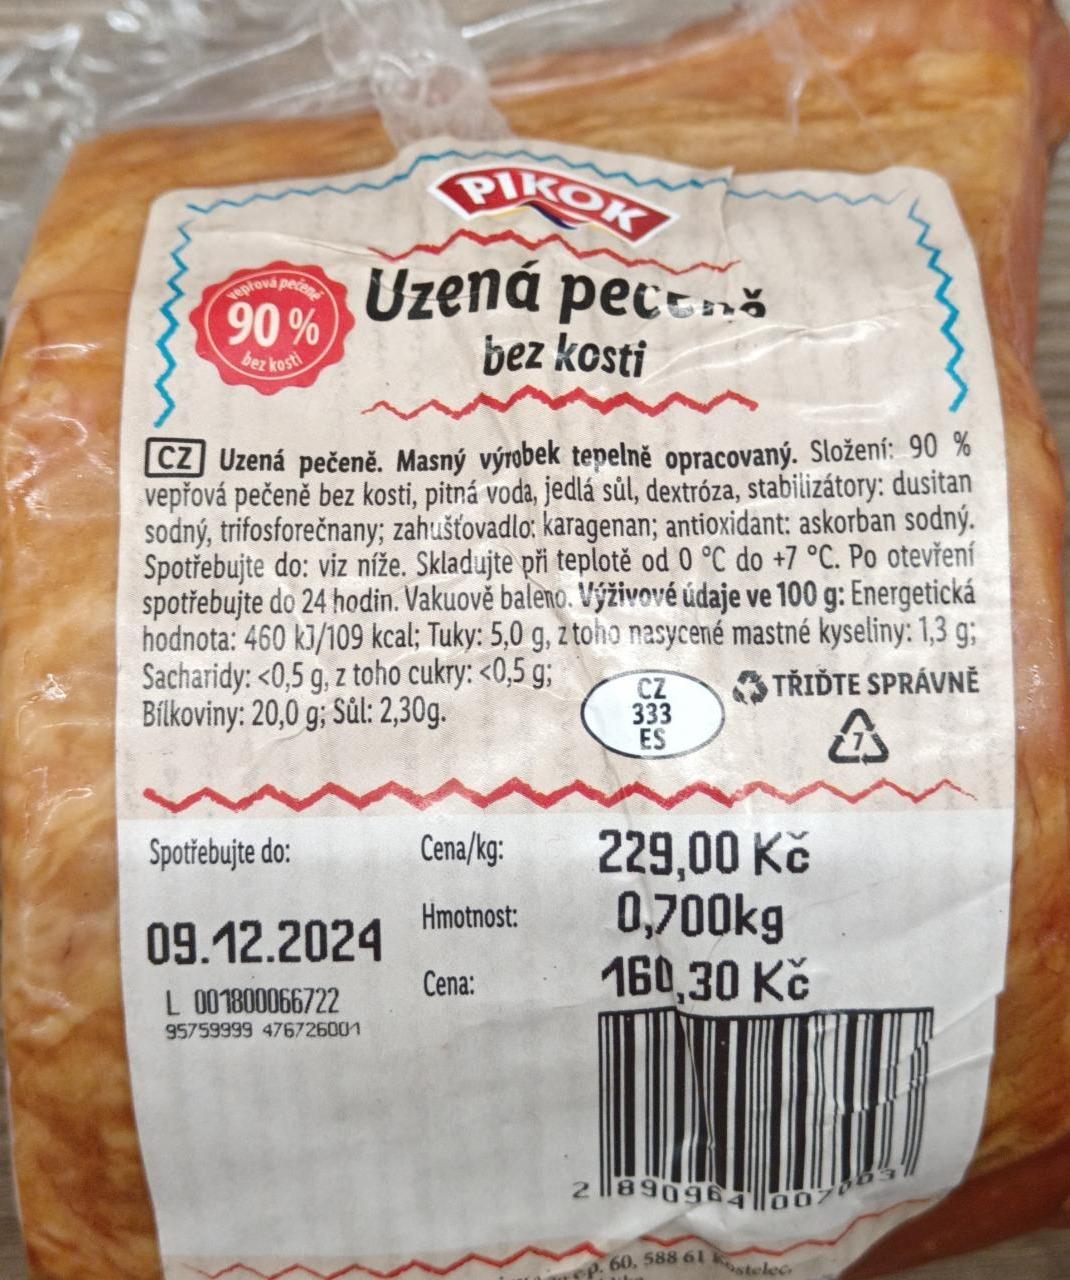 PIKOK
vepřová pečeně
90 %
bez kosti
Uzená pečeně
bez kosti
CZ Uzená pečeně. Masný výrobek tepelně opracovaný. Složení: 90 %
vepřová pečeně bez kosti, pitná voda, jedlá sůl, dextróza, stabilizátory: dusitan
sodný, trifosforečnany; zahušťovadlo: karagenan; antioxidant: askorban sodný.
Spotřebujte do: viz níže. Skladujte při teplotě od 0 °C do +7 °C. Po otevření
spotřebujte do 24 hodin. Vakuově baleno. Výživové údaje ve 100 g: Energetická
hodnota: 460 kJ/109 kcal; Tuky: 5,0 g, z toho nasycené mastné kyseliny: 1,3 g;
Sacharidy: <0,5 g, z toho cukry: <0,5 g;
Bílkoviny: 20,0 g; Sůl: 2,30g.
CZ
333
ES
TŘIĎTE SPRÁVNĚ
7
Spotřebujte do:
09.12.2024
L 001800066722
95759999 476726001
Cena/kg: 229,00 Kč
Hmotnost: 0,700kg
Cena: 160,30 Kč
2 890964 007003
č.p. 60, 588 61 Kostelec,